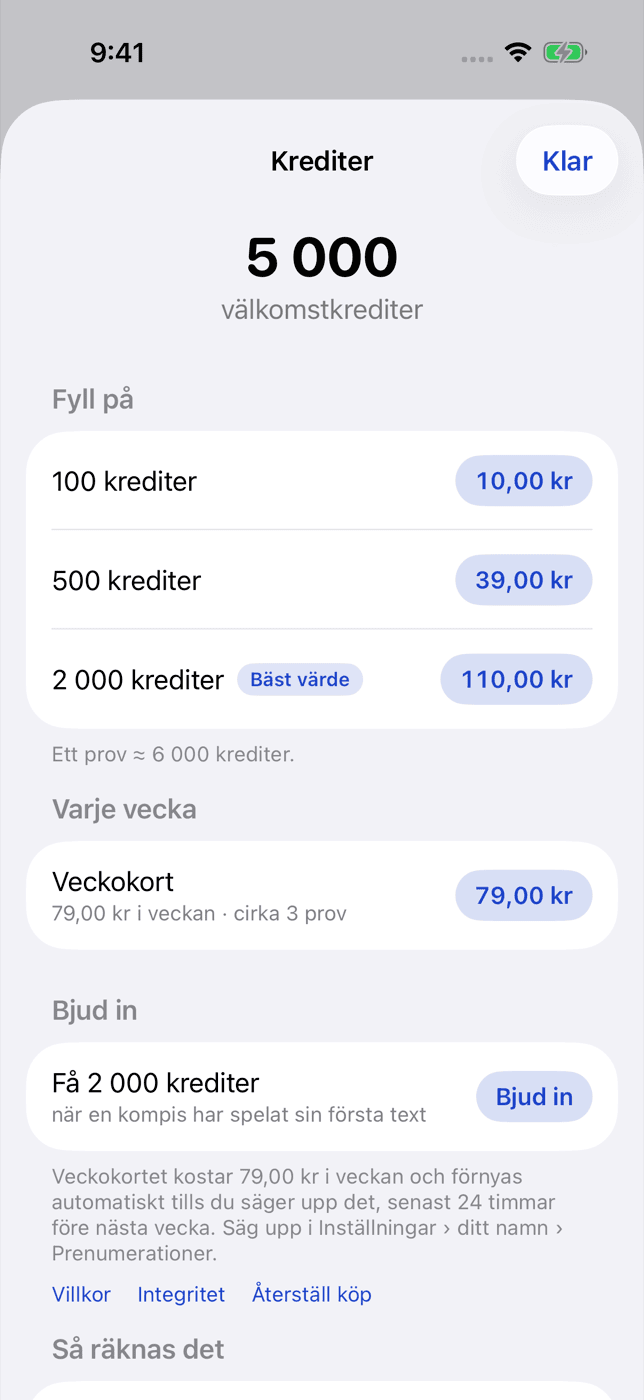 9:41
Krediter
Klar
5 000
välkomstkrediter
Fyll på
100 krediter
10,00 kr
500 krediter
39,00 kr
2 000 krediter
Bäst värde
110,00 kr
Ett prov ≈ 6 000 krediter.
Varje vecka
Veckokort
79,00 kr i veckan · cirka 3 prov
79,00 kr
Bjud in
Få 2 000 krediter
när en kompis har spelat sin första text
Bjud in
Veckokortet kostar 79,00 kr i veckan och förnyas
automatiskt tills du säger upp det, senast 24 timmar
före nästa vecka. Säg upp i Inställningar › ditt namn ›
Prenumerationer.
Villkor
Integritet
Återställ köp
Så räknas det